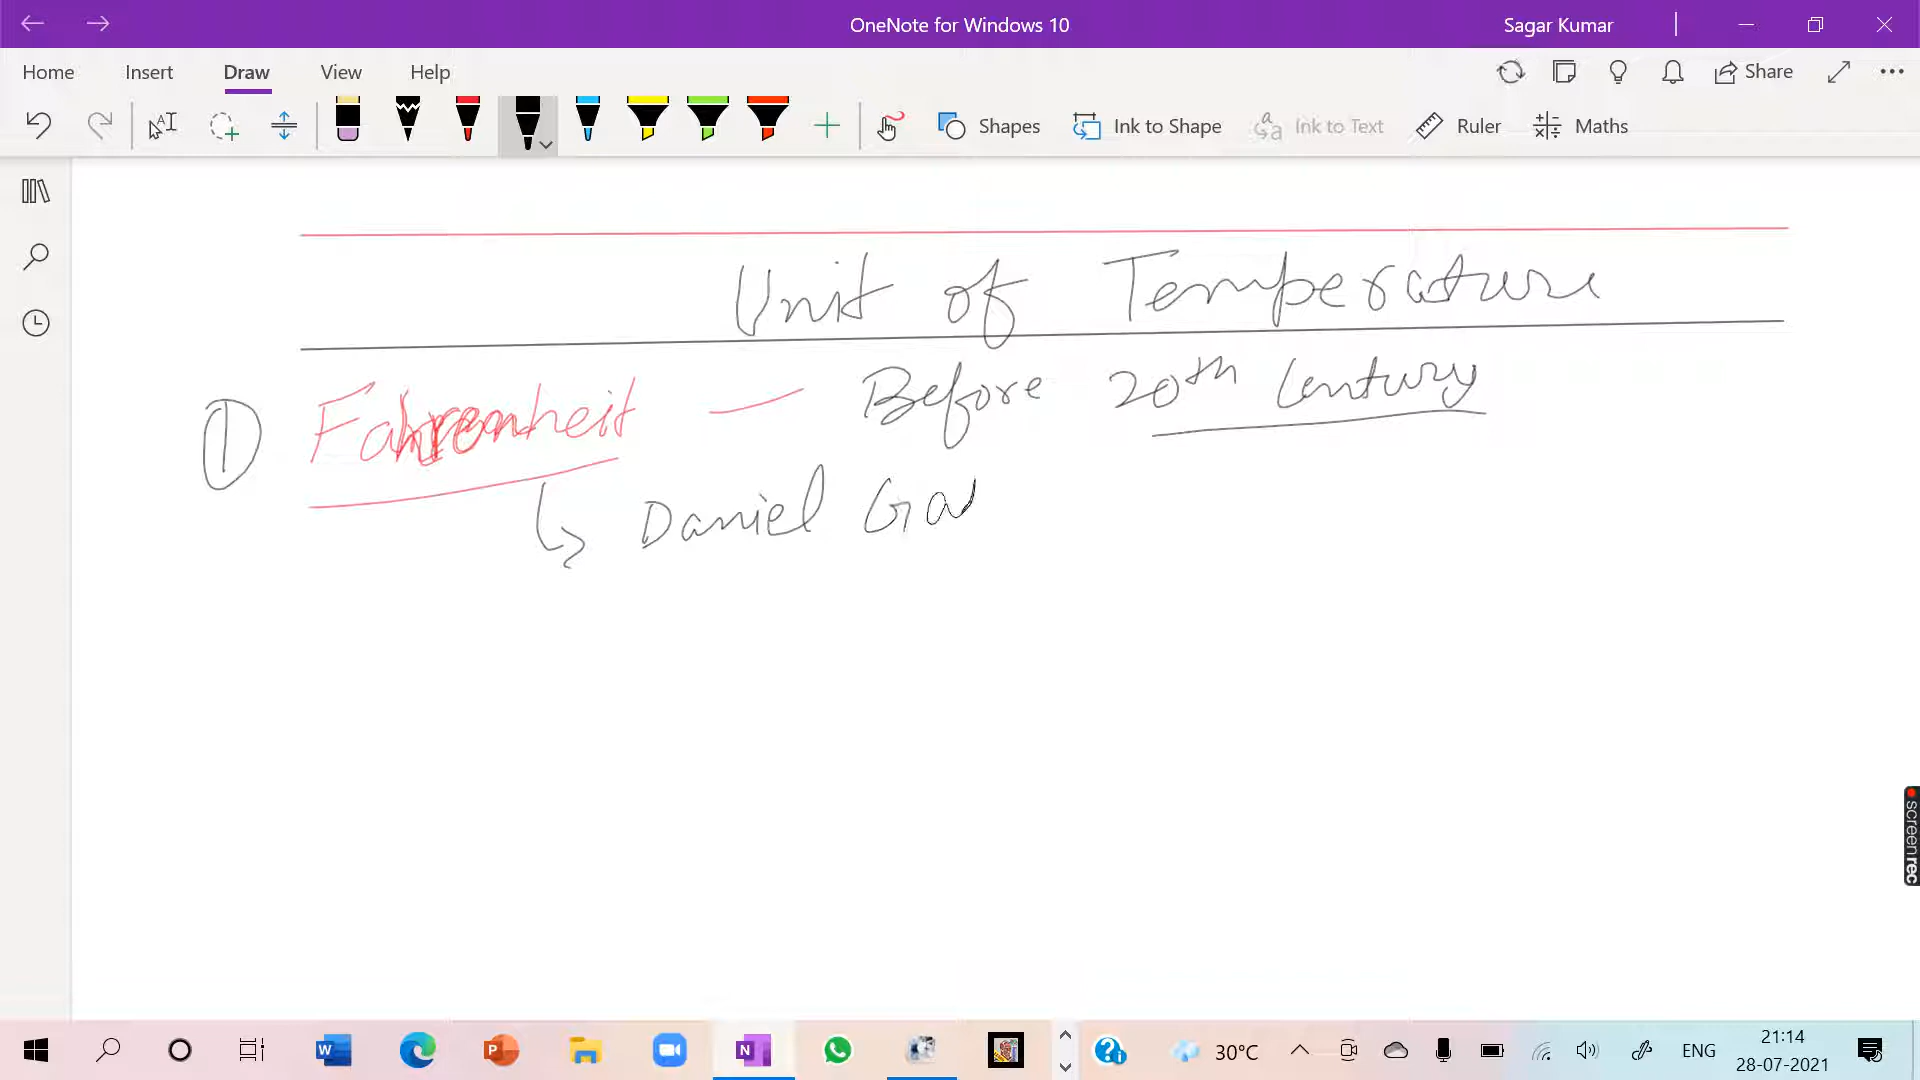 OneNote for Windows 10 Sagar Kumar
Home Insert Draw View Help Share
Shapes Ink to Shape Ink to Text Ruler Maths
Unit of Temperature
① Fahrenheit — Before 20th Century
↳ Daniel Ga
screenrec
30°C ENG 21:14
28-07-2021